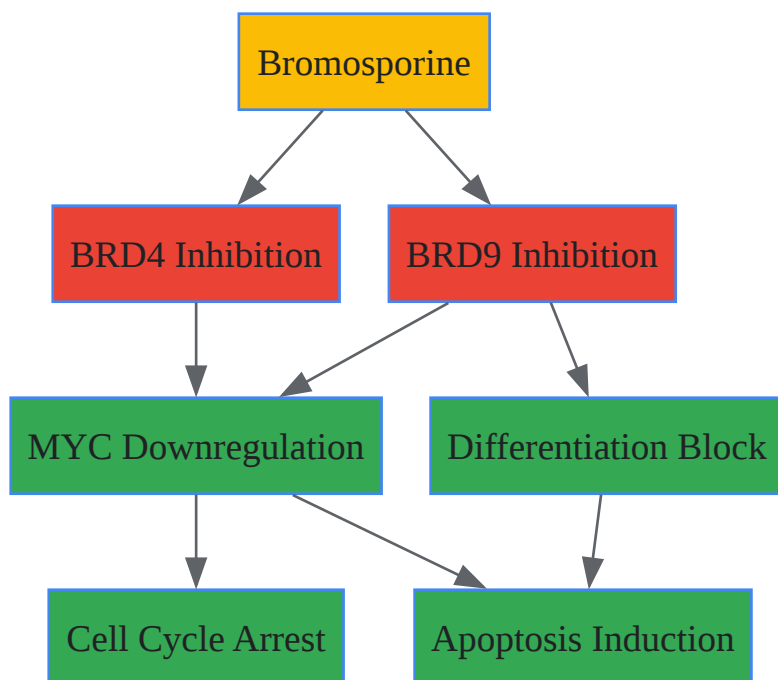 Bromosporine
BRD4 Inhibition
BRD9 Inhibition
MYC Downregulation
Differentiation Block
Cell Cycle Arrest
Apoptosis Induction